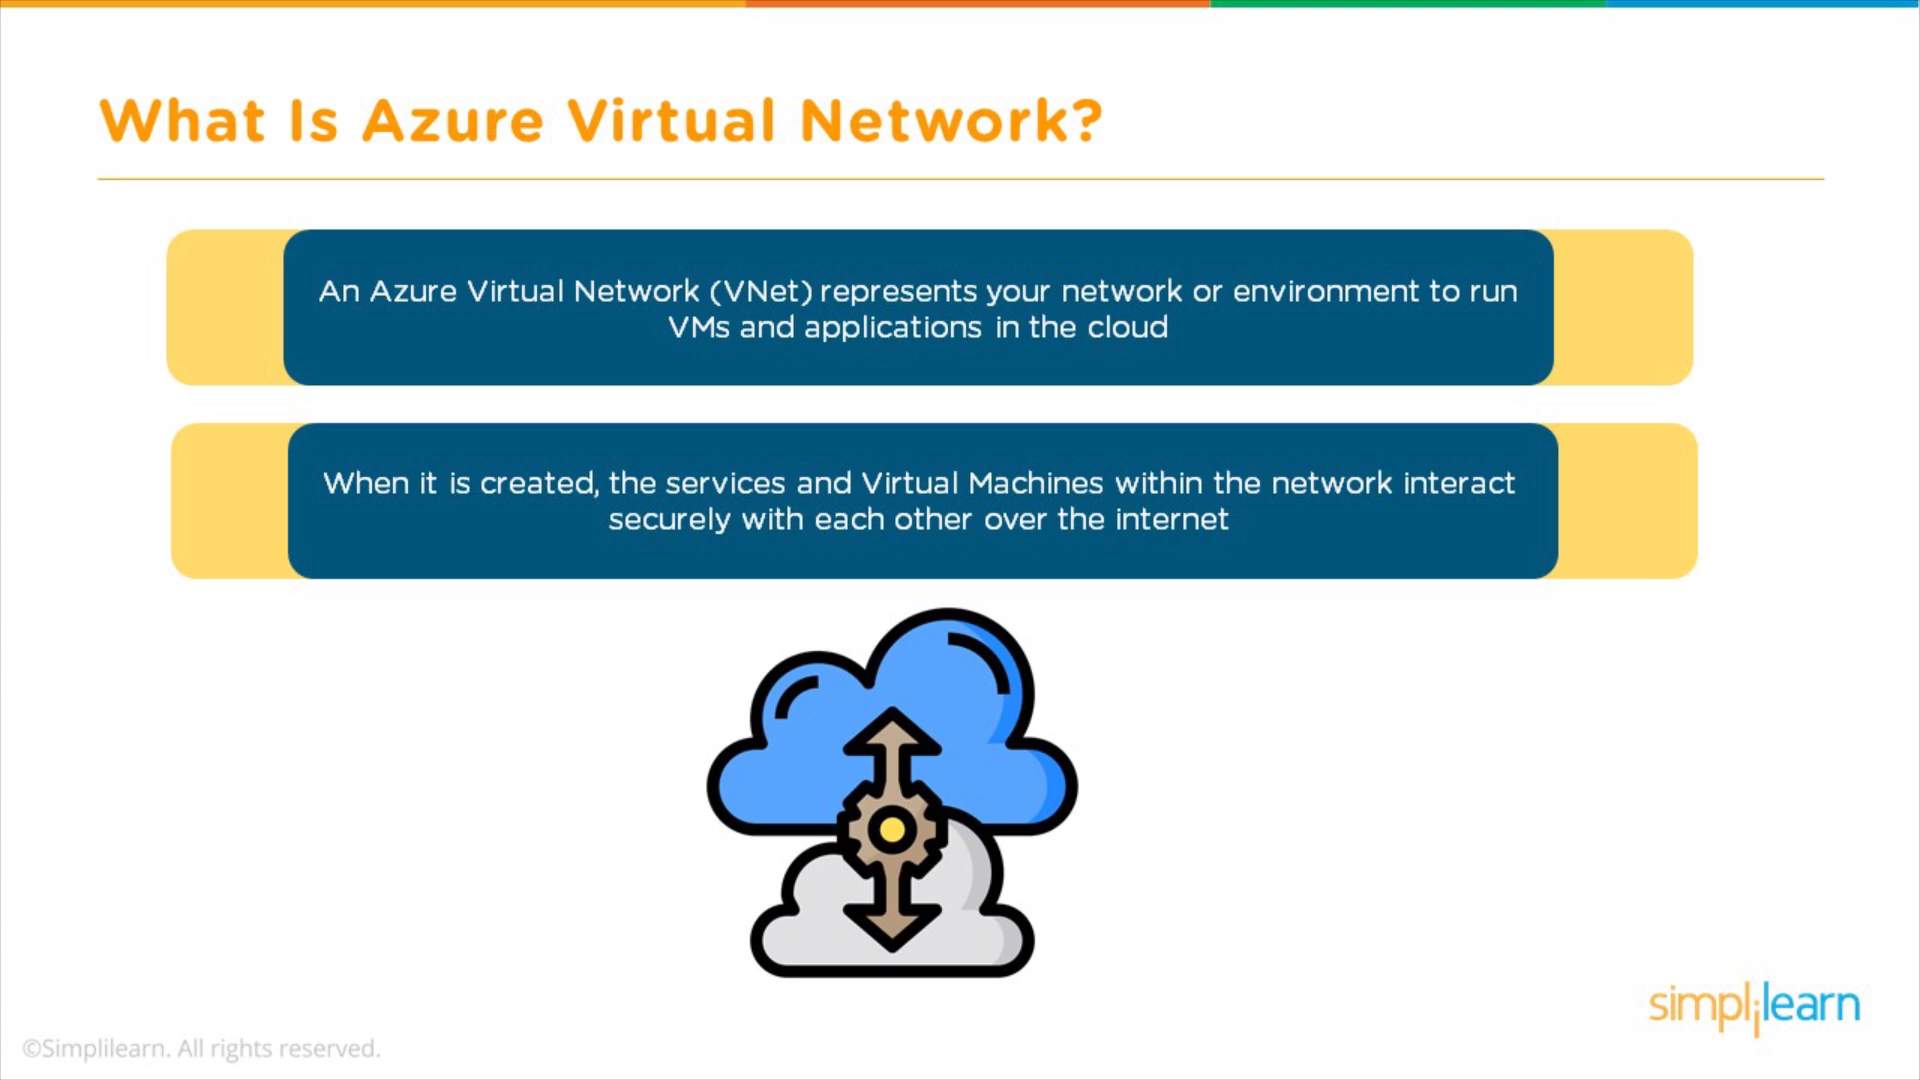 What Is Azure Virtual Network?
An Azure Virtual Network (VNet) represents your network or environment to run
VMs and applications in the cloud
When it is created, the services and Virtual Machines within the network interact
securely with each other over the internet
simplilearn
©Simplilearn. All rights reserved.